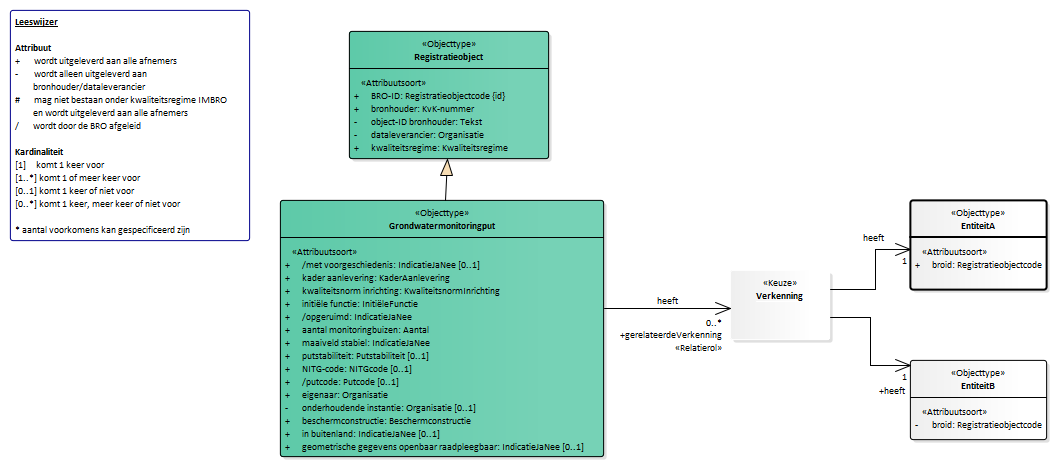 Leeswijzer
Attribuut
+ wordt uitgeleverd aan alle afnemers
- wordt alleen uitgeleverd aan
bronhouder/dataleverancier
# mag niet bestaan onder kwaliteitsregime IMBRO
en wordt uitgeleverd aan alle afnemers
/ wordt door de BRO afgeleid
Kardinaliteit
[1] komt 1 keer voor
[1..*] komt 1 of meer keer voor
[0..1] komt 1 keer of niet voor
[0..*] komt 1 keer, meer keer of niet voor
* aantal voorkomens kan gespecificeerd zijn
«Objecttype»
Registratieobject
«Attribuutsoort»
+ BRO-ID: Registratieobjectcode {id}
+ bronhouder: KvK-nummer
- object-ID bronhouder: Tekst
- dataleverancier: Organisatie
+ kwaliteitsregime: Kwaliteitsregime
«Objecttype»
Grondwatermonitoringput
«Attribuutsoort»
+ /met voorgeschiedenis: IndicatieJaNee [0..1]
+ kader aanlevering: KaderAanlevering
+ kwaliteitsnorm inrichting: KwaliteitsnormInrichting
+ initiële functie: InitiëleFunctie
+ /opgeruimd: IndicatieJaNee
+ aantal monitoringbuizen: Aantal
+ maaiveld stabiel: IndicatieJaNee
+ putstabiliteit: Putstabiliteit [0..1]
+ NITG-code: NITGcode [0..1]
+ /putcode: Putcode [0..1]
+ eigenaar: Organisatie
- onderhoudende instantie: Organisatie [0..1]
+ beschermconstructie: Beschermconstructie
+ in buitenland: IndicatieJaNee [0..1]
+ geometrische gegevens openbaar raadpleegbaar: IndicatieJaNee [0..1]
heeft
0..*
+gerelateerdeVerkenning
«Relatierol»
«Keuze»
Verkenning
heeft
1
«Objecttype»
EntiteitA
«Attribuutsoort»
+ broid: Registratieobjectcode
1
+heeft
«Objecttype»
EntiteitB
«Attribuutsoort»
- broid: Registratieobjectcode